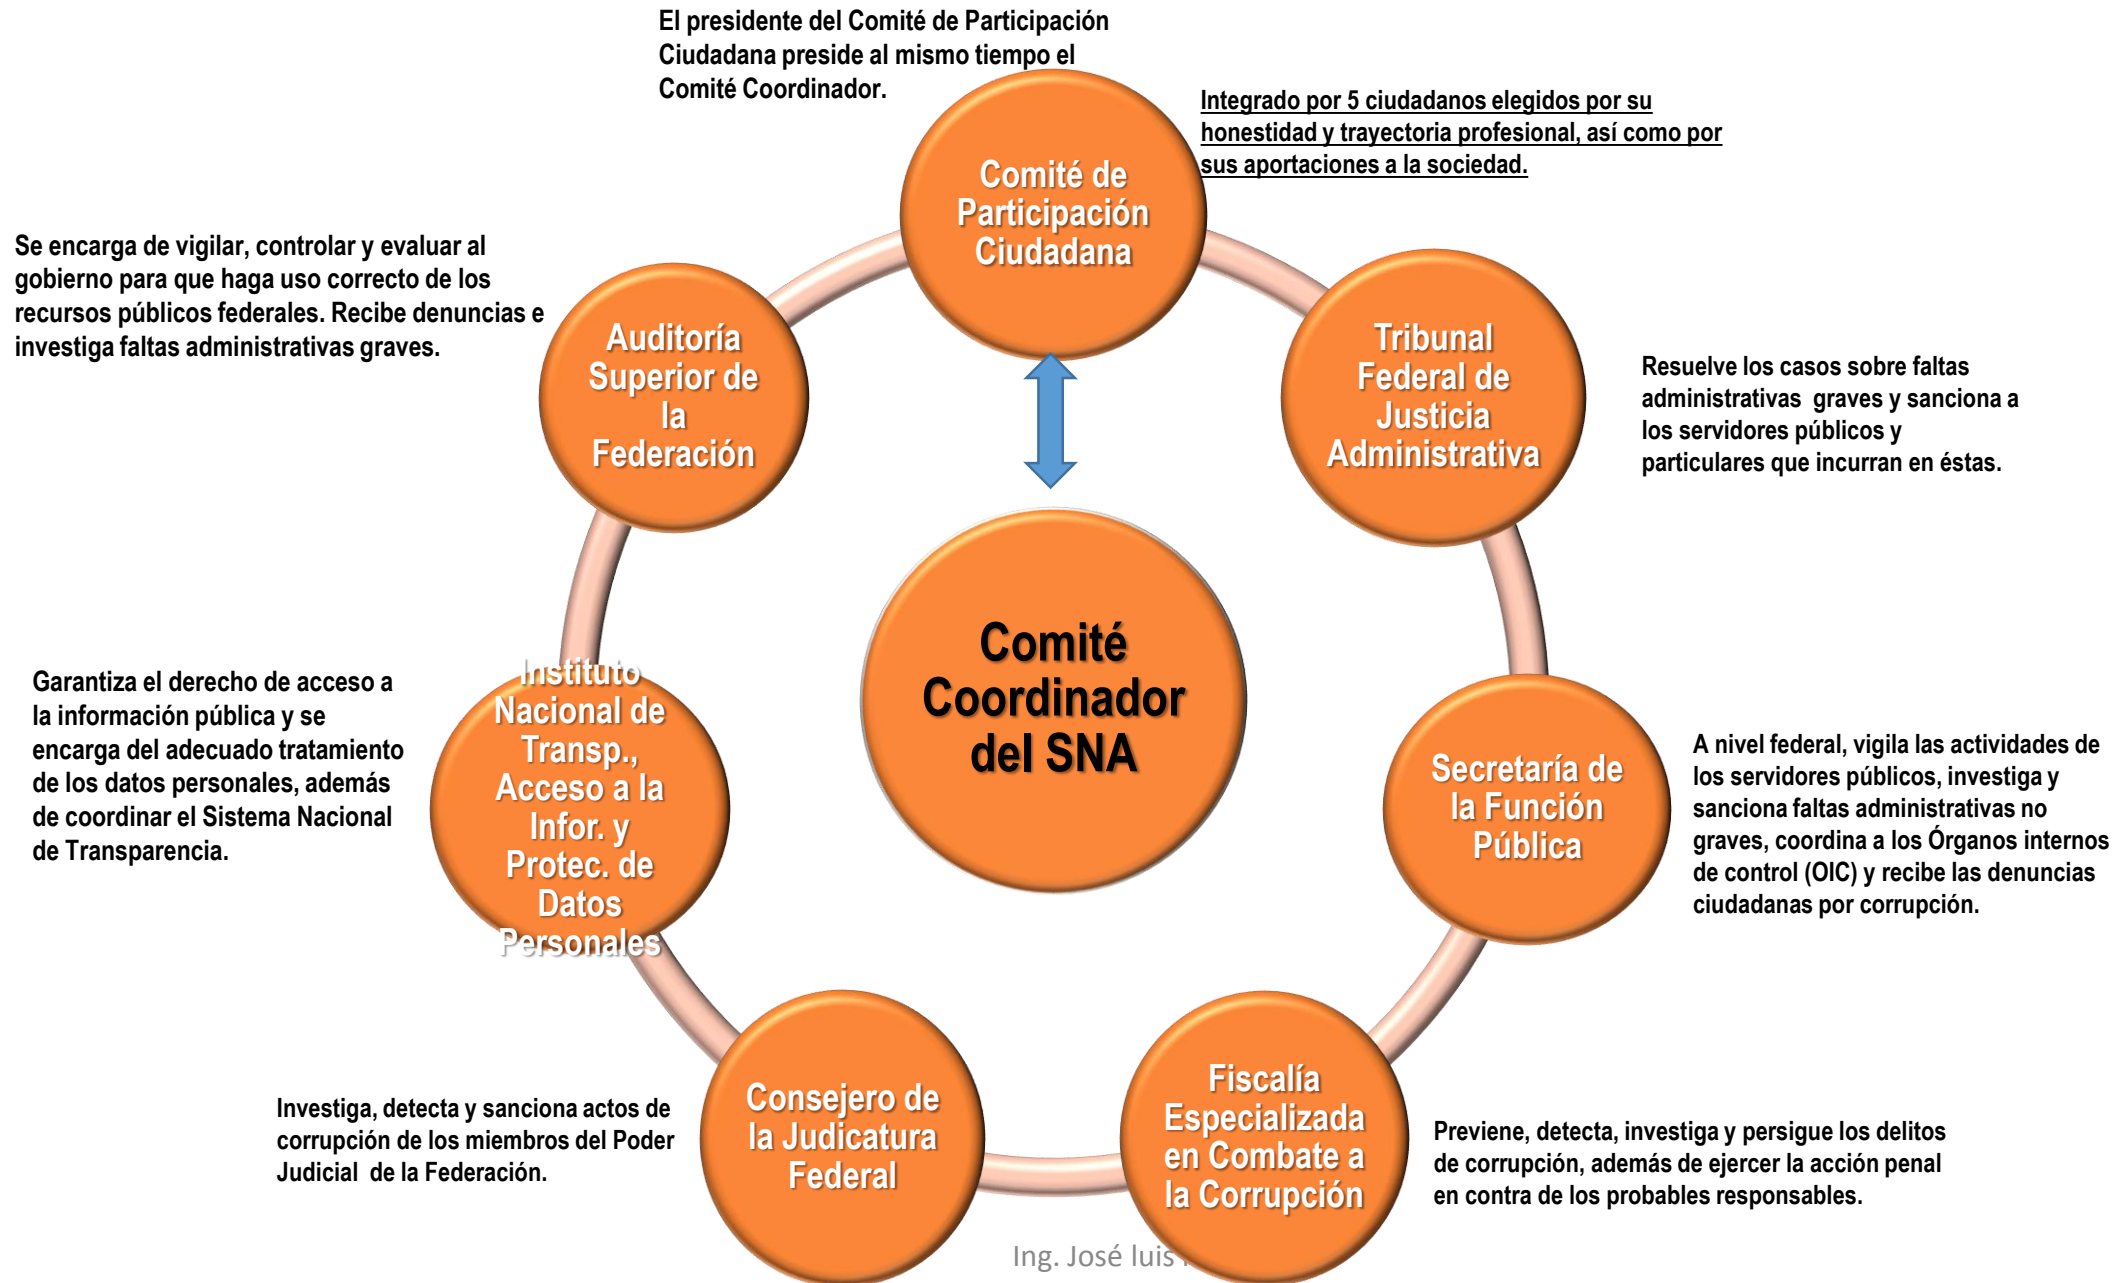 El presidente del Comité de Participación
Ciudadana preside al mismo tiempo el
Comité Coordinador.
Integrado por 5 ciudadanos elegidos por su
honestidad y trayectoria profesional, así como por
sus aportaciones a la sociedad.
Comité de
Participación
Ciudadana
Se encarga de vigilar, controlar y evaluar al
gobierno para que haga uso correcto de los
recursos públicos federales. Recibe denuncias e
investiga faltas administrativas graves.
Auditoría
Superior de
la
Federación
Tribunal
Federal de
Justicia
Administrativa
Resuelve los casos sobre faltas
administrativas  graves y sanciona a
los servidores públicos y
particulares que incurran en éstas.
Comité
Coordinador
del SNA
Garantiza el derecho de acceso a
la información pública y se
encarga del adecuado tratamiento
de los datos personales, además
de coordinar el Sistema Nacional
de Transparencia.
Instituto
Nacional de
Transp.,
Acceso a la
Infor. y
Protec. de
Datos
Personales
Secretaría de
la Función
Pública
A nivel federal, vigila las actividades de
los servidores públicos, investiga y
sanciona faltas administrativas no
graves, coordina a los Órganos internos
de control (OIC) y recibe las denuncias
ciudadanas por corrupción.
Investiga, detecta y sanciona actos de
corrupción de los miembros del Poder
Judicial  de la Federación.
Consejero de
la Judicatura
Federal
Fiscalía
Especializada
en Combate a
la Corrupción
Previene, detecta, investiga y persigue los delitos
de corrupción, además de ejercer la acción penal
en contra de los probables responsables.
Ing. José luis